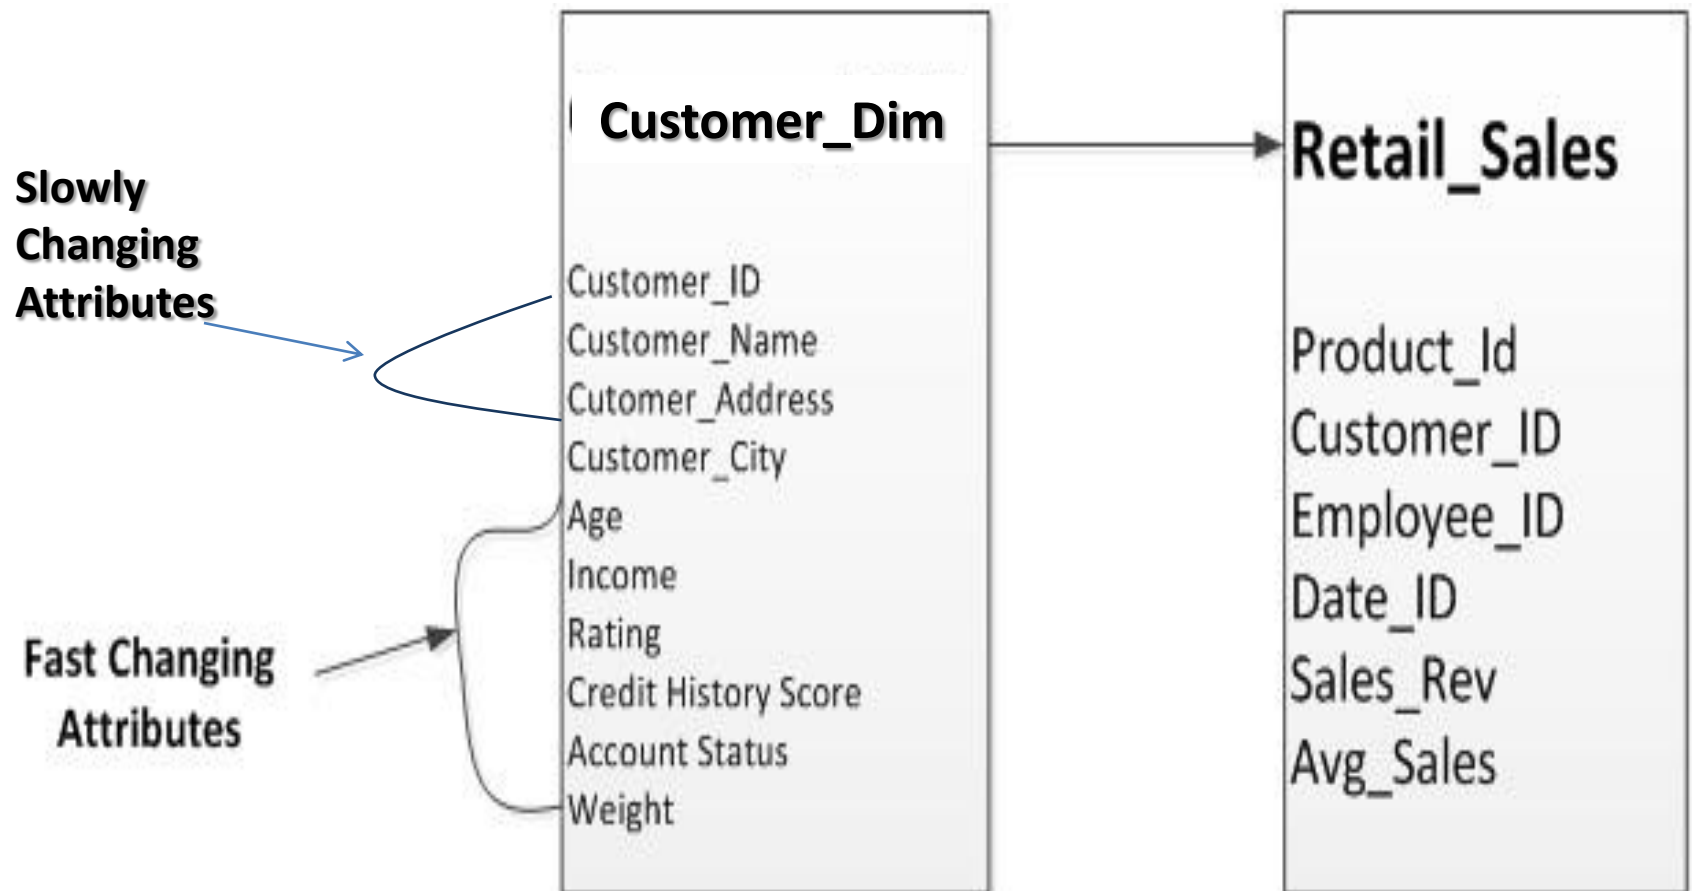 Slowly
Changing
Attributes
Fast Changing
Attributes
Customer_Dim
Customer_ID
Customer_Name
Cutomer_Address
Customer_City
Age
Income
Rating
Credit History Score
Account Status
Weight
Retail_Sales
Product_Id
Customer_ID
Employee_ID
Date_ID
Sales_Rev
Avg_Sales